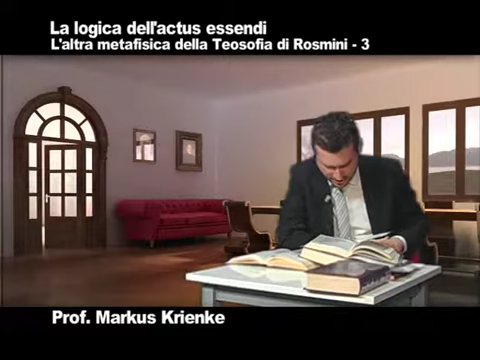 La logica dell'actus essendi
L'altra metafisica della Teosofia di Rosmini - 3
Prof. Markus Krienke